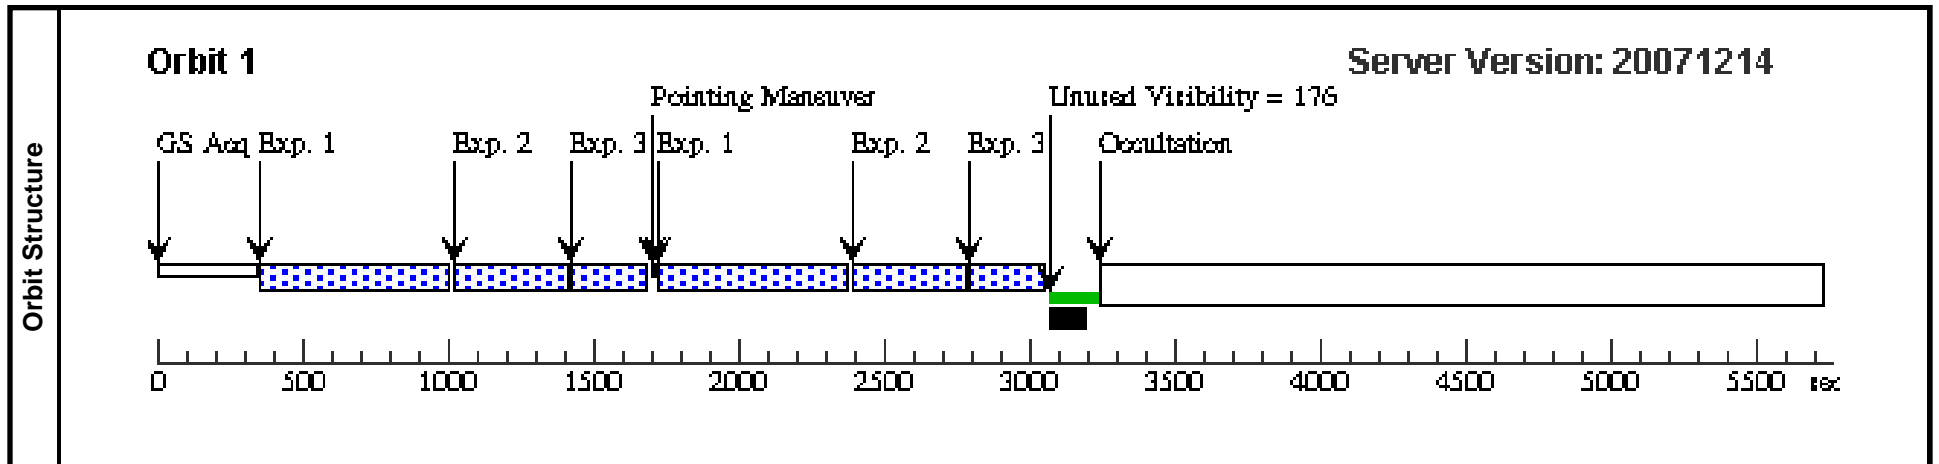 Orbit Structure
Orbit 1
Server Version: 20071214
Pointing Maneuver
Unused Visibility = 176
GS Acq
Exp. 1
Exp. 2
Exp. 3
Exp. 1
Exp. 2
Exp. 3
Occultation
0 500 1000 1500 2000 2500 3000 3500 4000 4500 5000 5500 sec